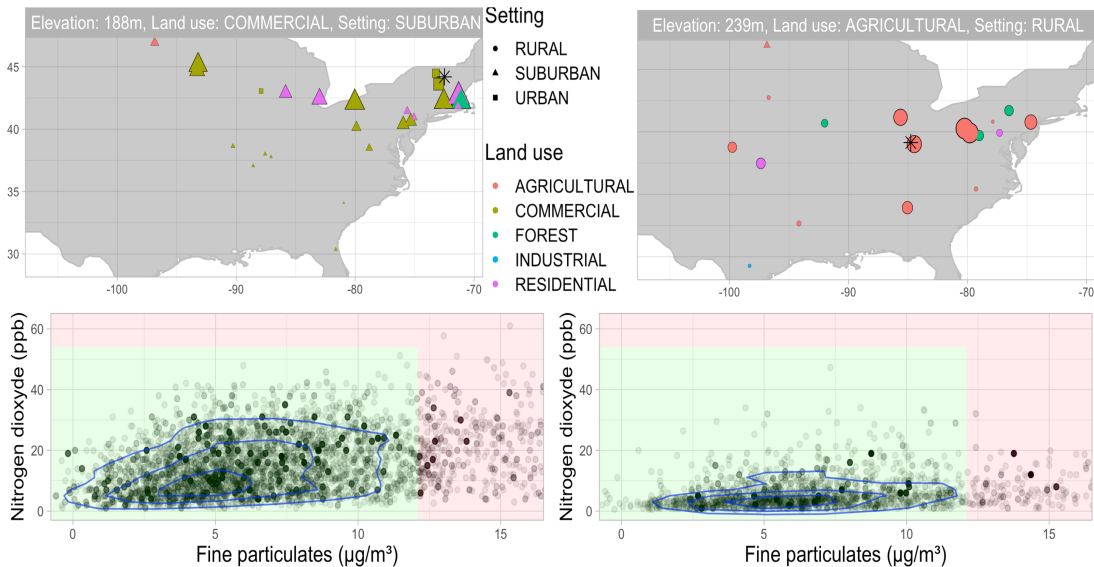 Elevation: 188m, Land use: COMMERCIAL, Setting: SUBURBAN
45
40
35
30
-100
-90
-80
-70
Setting
RURAL
SUBURBAN
URBAN
Land use
AGRICULTURAL
COMMERCIAL
FOREST
INDUSTRIAL
RESIDENTIAL
Elevation: 239m, Land use: AGRICULTURAL, Setting: RURAL
-100
-90
-80
-70
Nitrogen dioxyde (ppb)
60
40
20
0
0
5
10
15
Fine particulates (µg/m³)
Nitrogen dioxyde (ppb)
60
40
20
0
0
5
10
15
Fine particulates (µg/m³)